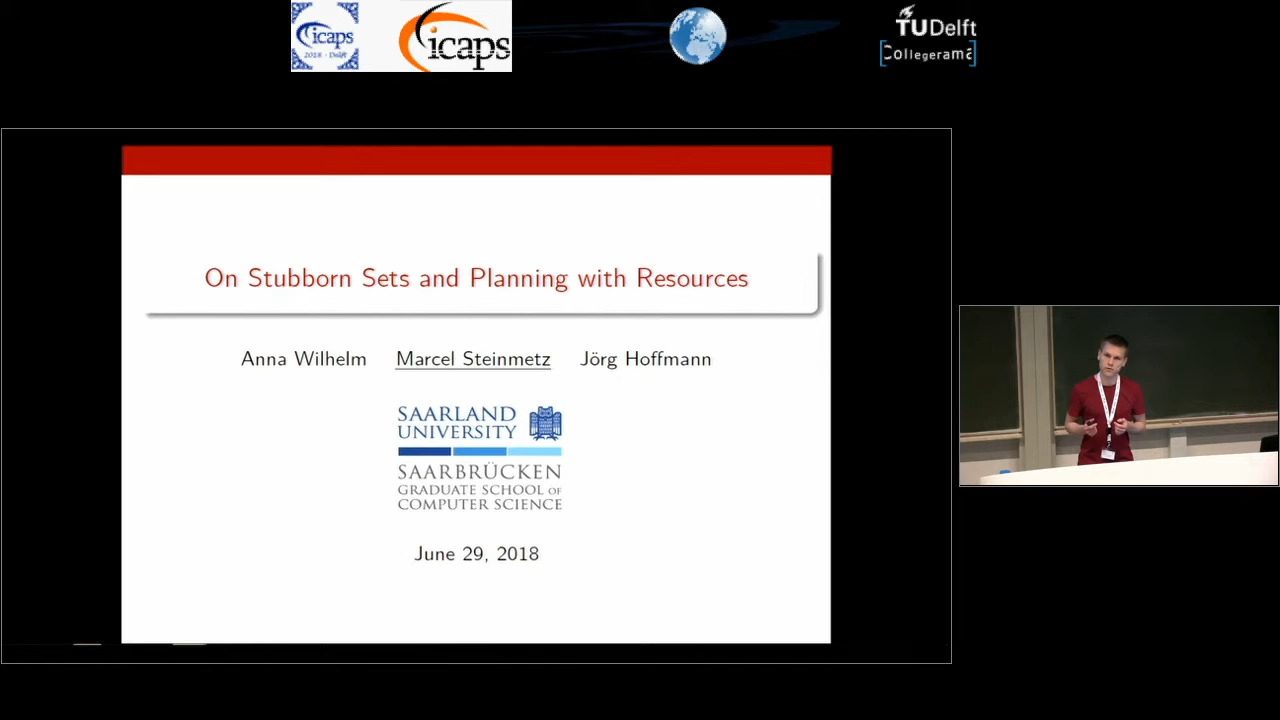 icaps
2018 - Delft
icaps
TUDelft
Collegerama
On Stubborn Sets and Planning with Resources
Anna Wilhelm Marcel Steinmetz Jörg Hoffmann
SAARLAND
UNIVERSITY
SAARBRÜCKEN
GRADUATE SCHOOL OF
COMPUTER SCIENCE
June 29, 2018